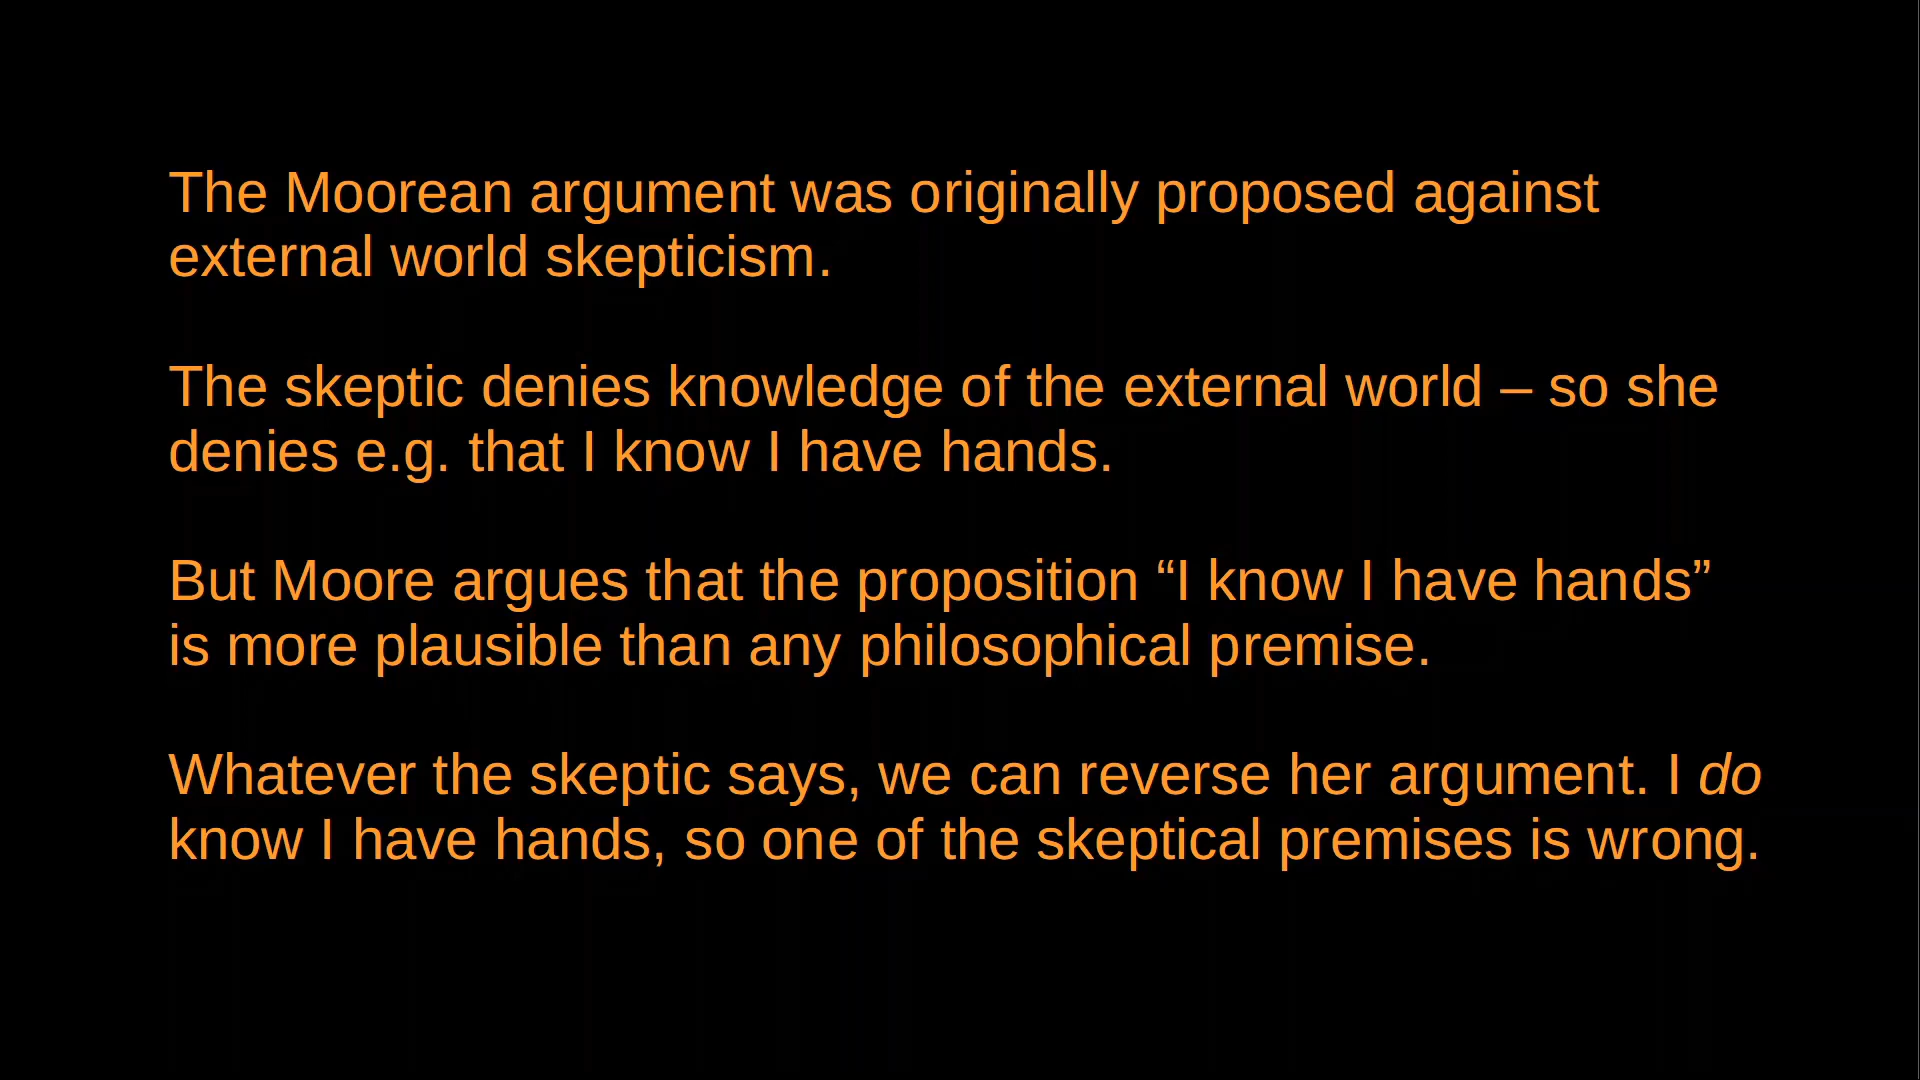 The Moorean argument was originally proposed against
external world skepticism.
The skeptic denies knowledge of the external world – so she
denies e.g. that I know I have hands.
But Moore argues that the proposition “I know I have hands”
is more plausible than any philosophical premise.
Whatever the skeptic says, we can reverse her argument. I do
know I have hands, so one of the skeptical premises is wrong.